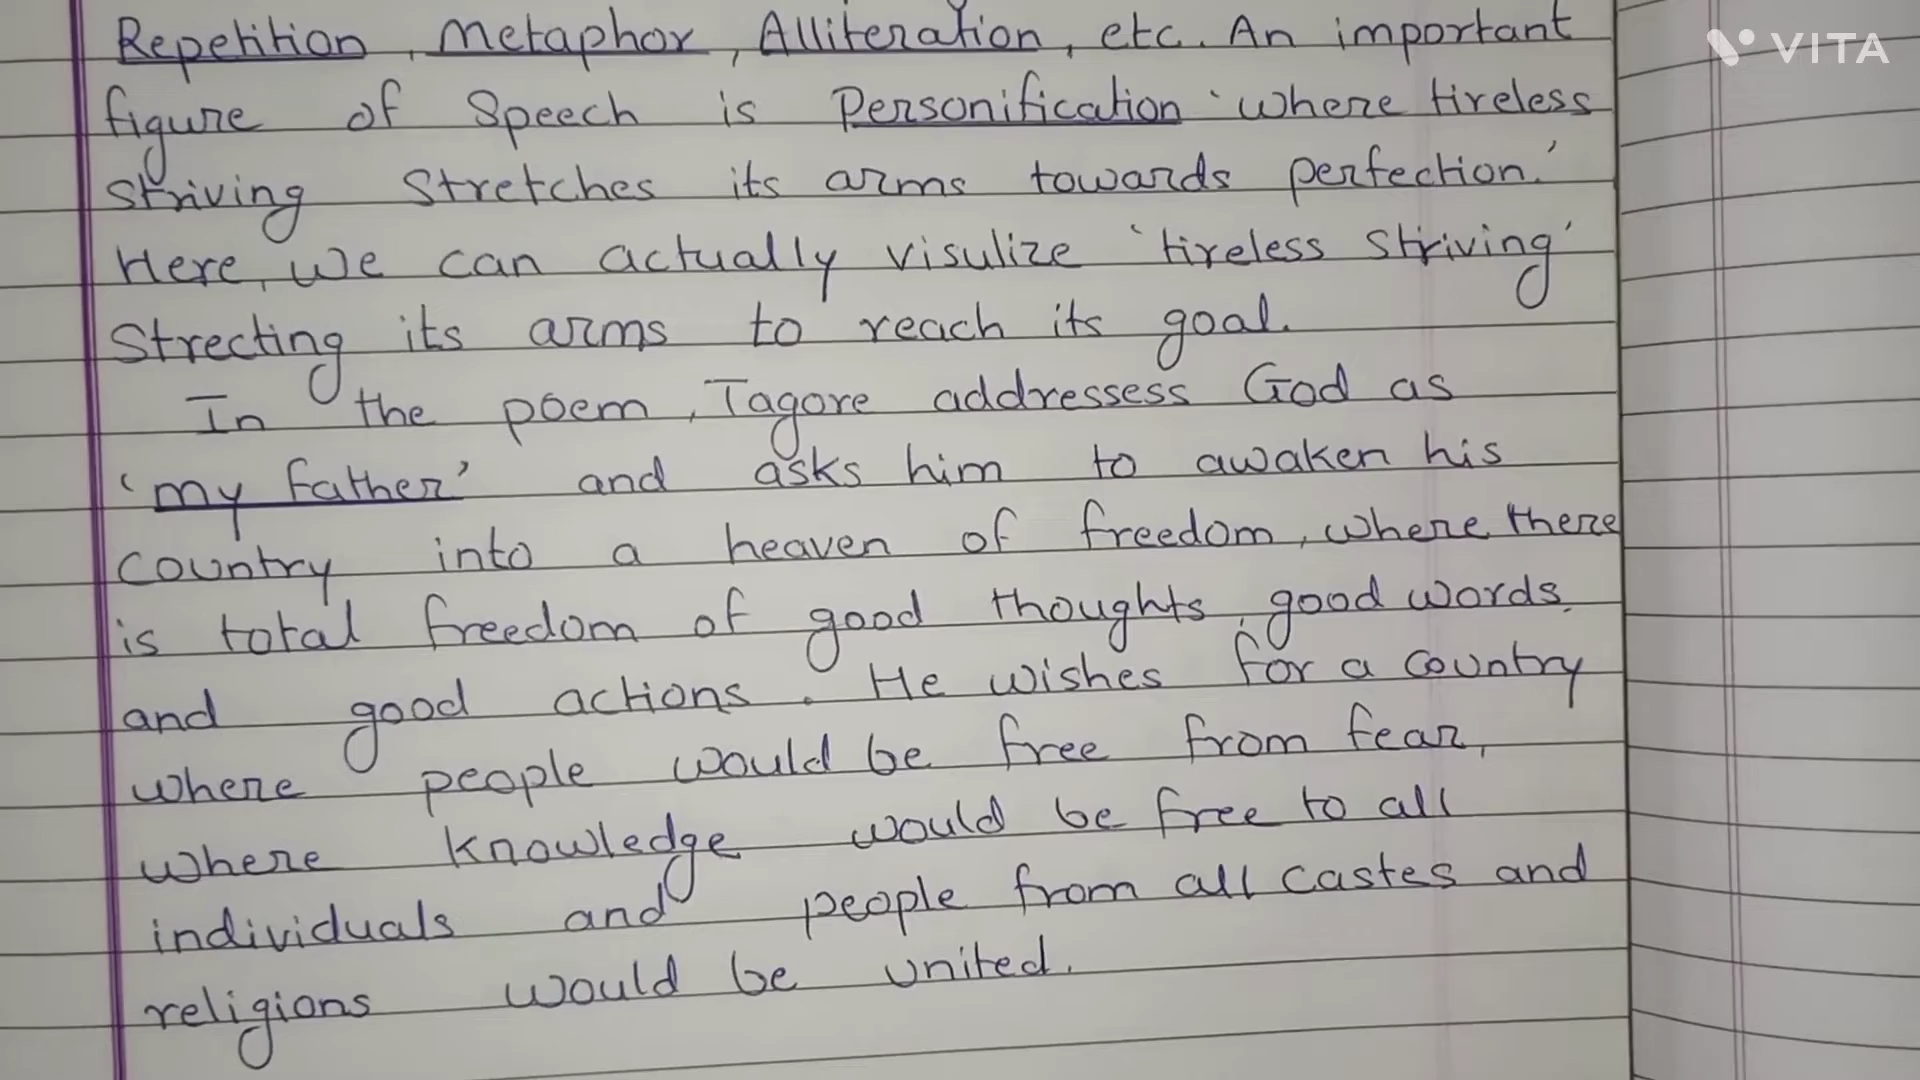 Repetition, Metaphor, Alliteration, etc. An important
VITA
figure of Speech is Personification 'where tireless
striving stretches its arms towards perfection.'
Here, we can actually visulize 'tireless striving'
Strecting its arms to reach its goal.
In the poem, Tagore addressess God as
'my father' and asks him to awaken his
country into a heaven of freedom, where there
is total freedom of good thoughts, good words
and good actions. He wishes for a country
where people would be free from fear,
where knowledge would be free to all
individuals and people from all castes and
religions would be united.